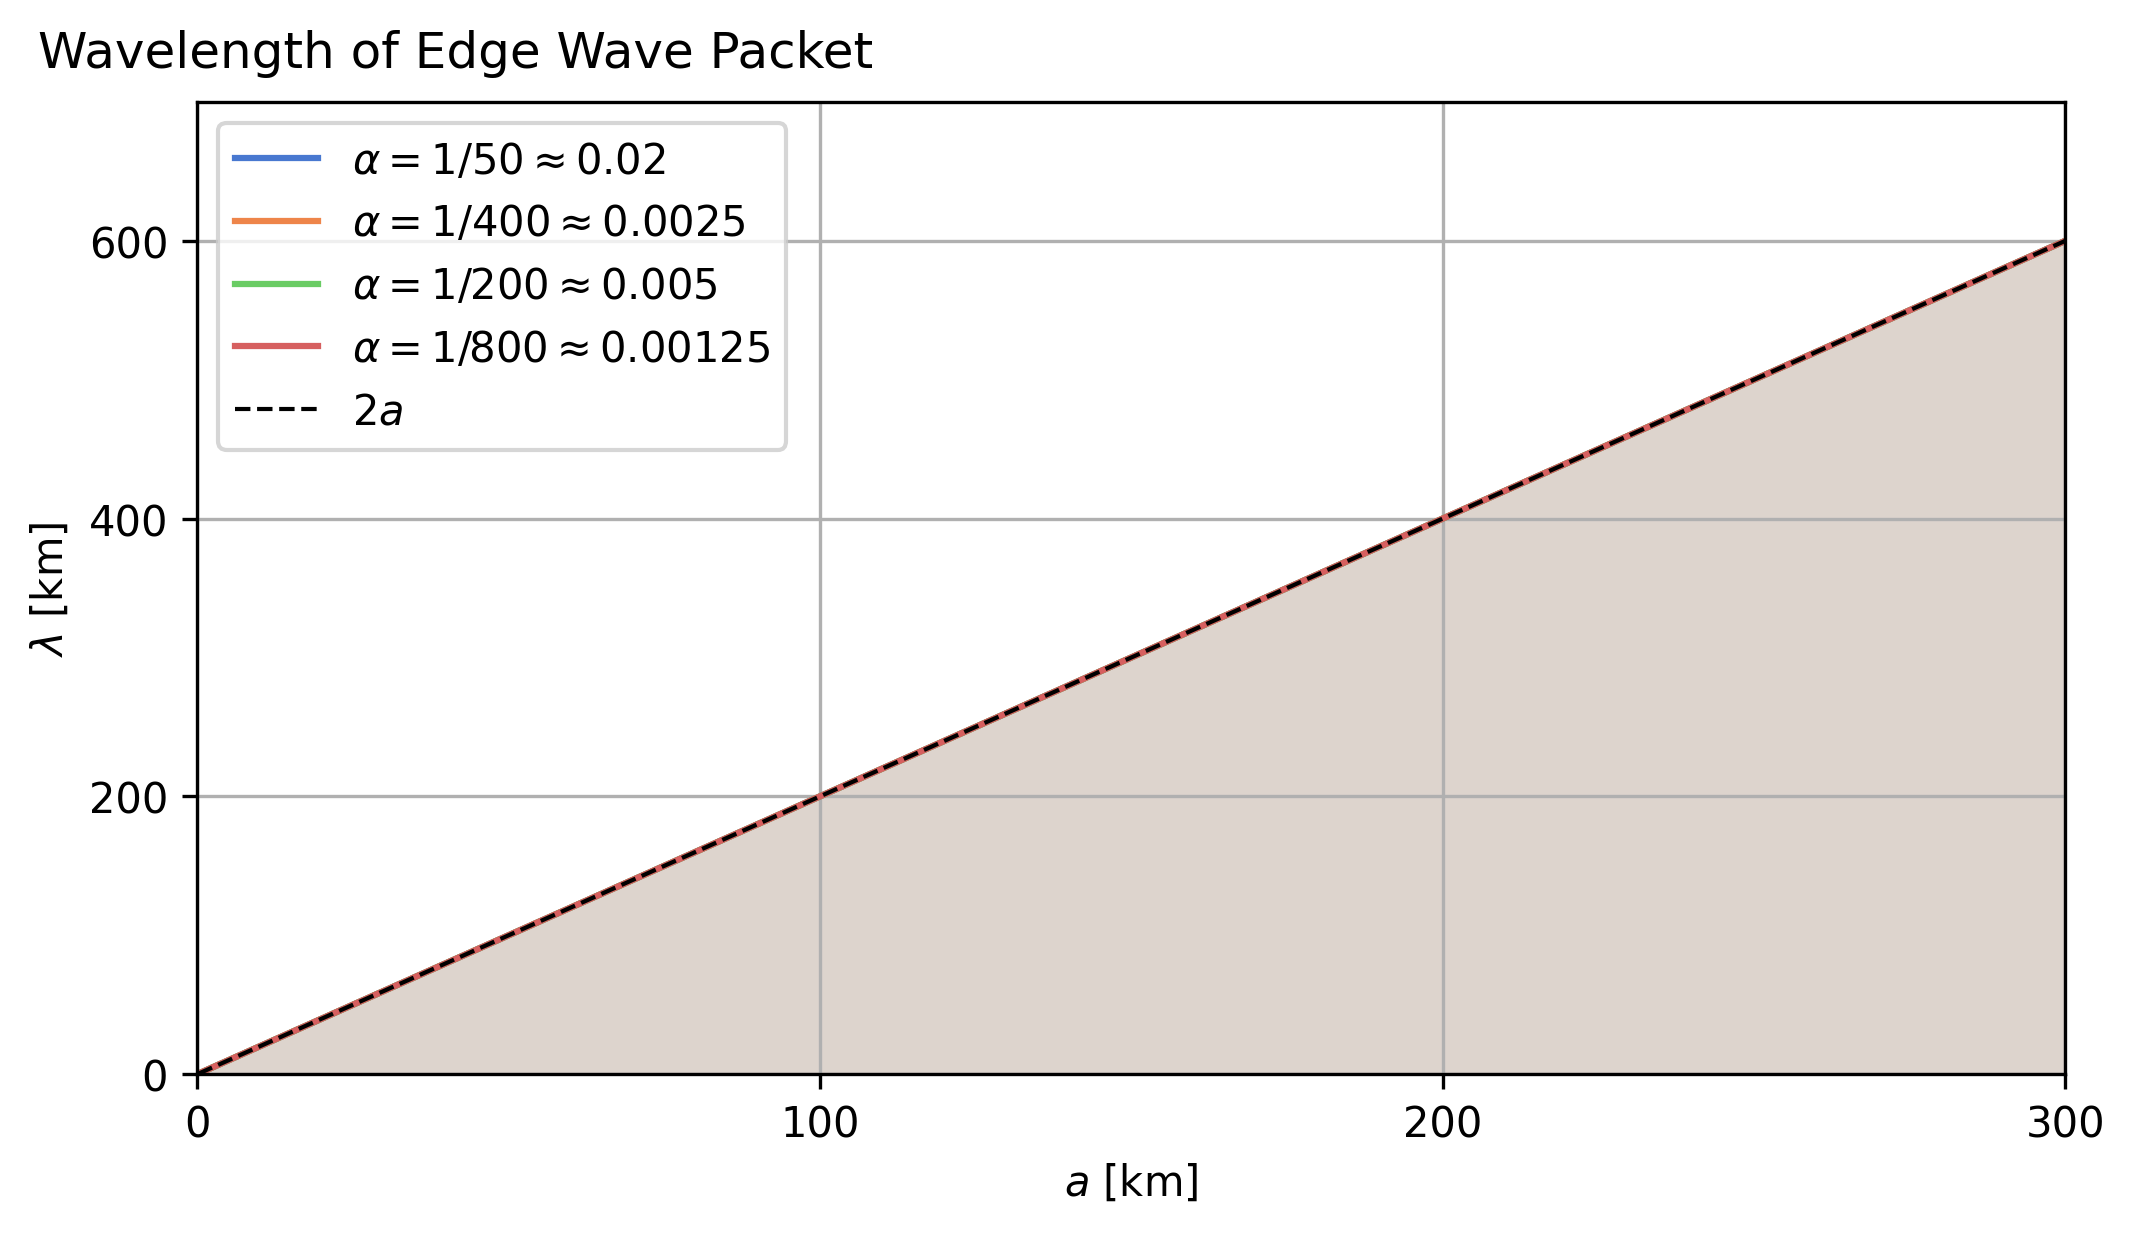 Wavelength of Edge Wave Packet
α = 1/50 ≈ 0.02
α = 1/400 ≈ 0.0025
α = 1/200 ≈ 0.005
α = 1/800 ≈ 0.00125
2a
600
400
200
0
λ [km]
0 100 200 300
a [km]